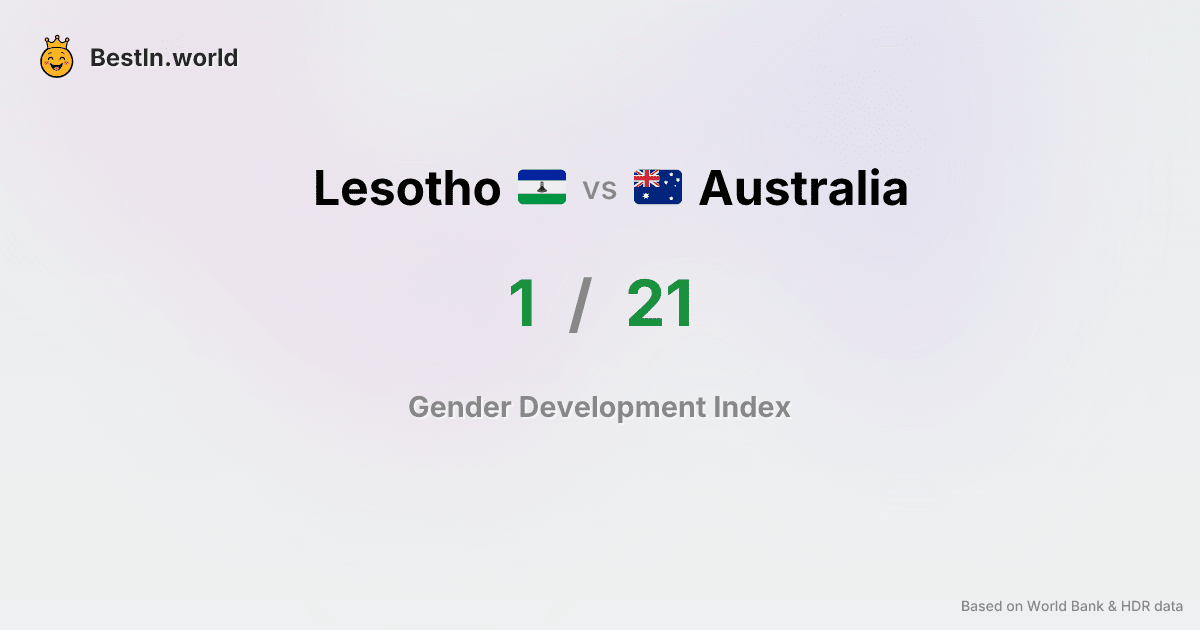 BestIn.world
Lesotho vs Australia
1 / 21
Gender Development Index
Based on World Bank & HDR data